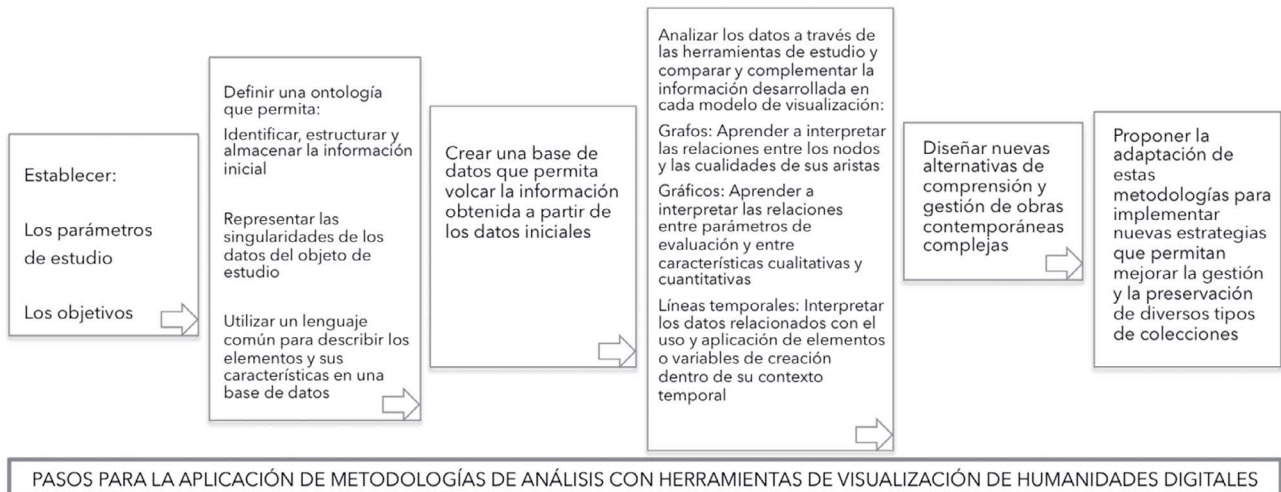 Establecer:
Los parámetros
de estudio
Los objetivos
Definir una ontología
que permita:
Identificar, estructurar y
almacenar la información
inicial
Representar las
singularidades de los
datos del objeto de
estudio
Utilizar un lenguaje
común para describir los
elementos y sus
características en una
base de datos
Crear una base de
datos que permita
volcar la información
obtenida a partir de
los datos iniciales
Analizar los datos a través de
las herramientas de estudio y
comparar y complementar la
información desarrollada en
cada modelo de visualización:
Grafos: Aprender a interpretar
las relaciones entre los nodos
y las cualidades de sus aristas
Gráficos: Aprender a
interpretar las relaciones
entre parámetros de
evaluación y entre
características cualitativas y
cuantitativas
Líneas temporales: Interpretar
los datos relacionados con el
uso y aplicación de elementos
o variables de creación
dentro de su contexto
temporal
Diseñar nuevas
alternativas de
comprensión y
gestión de obras
contemporáneas
complejas
Proponer la
adaptación de
estas
metodologías para
implementar
nuevas estrategias
que permitan
mejorar la gestión
y la preservación
de diversos tipos
de colecciones
PASOS PARA LA APLICACIÓN DE METODOLOGÍAS DE ANÁLISIS CON HERRAMIENTAS DE VISUALIZACIÓN DE HUMANIDADES DIGITALES